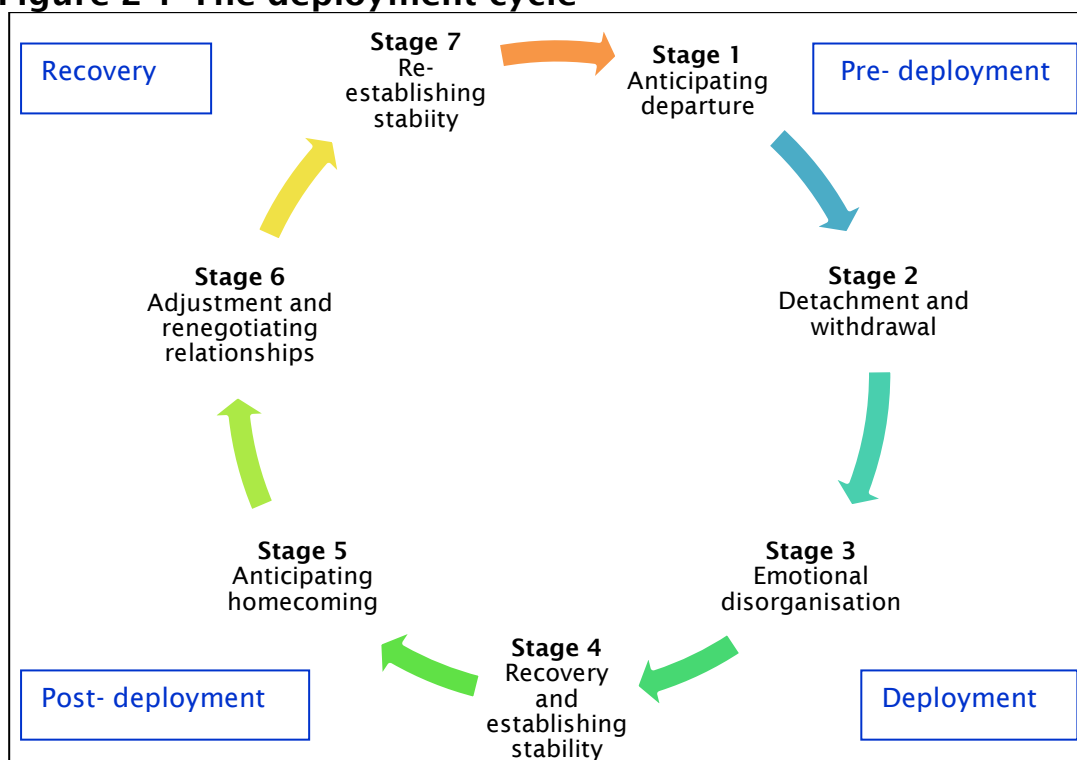 Figure 2-1 The deployment cycle
Recovery
Stage 7
Re-
establishing
stabiity
Stage 1
Anticipating
departure
Pre- deployment
Stage 6
Adjustment and
renegotiating
relationships
Stage 2
Detachment and
withdrawal
Stage 5
Anticipating
homecoming
Stage 3
Emotional
disorganisation
Post- deployment
Stage 4
Recovery
and
establishing
stability
Deployment